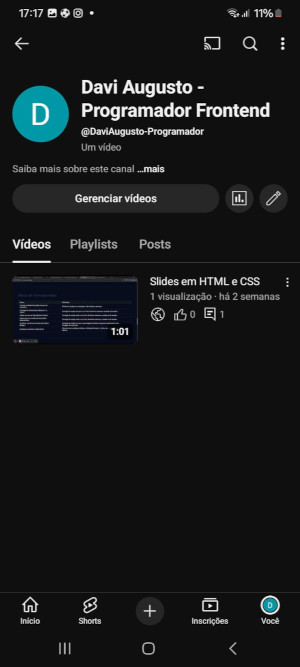 17:17
11%
D
Davi Augusto -
Programador Frontend
@DaviAugusto-Programador
Um vídeo
Saiba mais sobre este canal ...mais
Gerenciar vídeos
Vídeos Playlists Posts
Slides em HTML e CSS
1 visualização · há 2 semanas
0 1
1:01
Início Shorts Inscrições Você
D